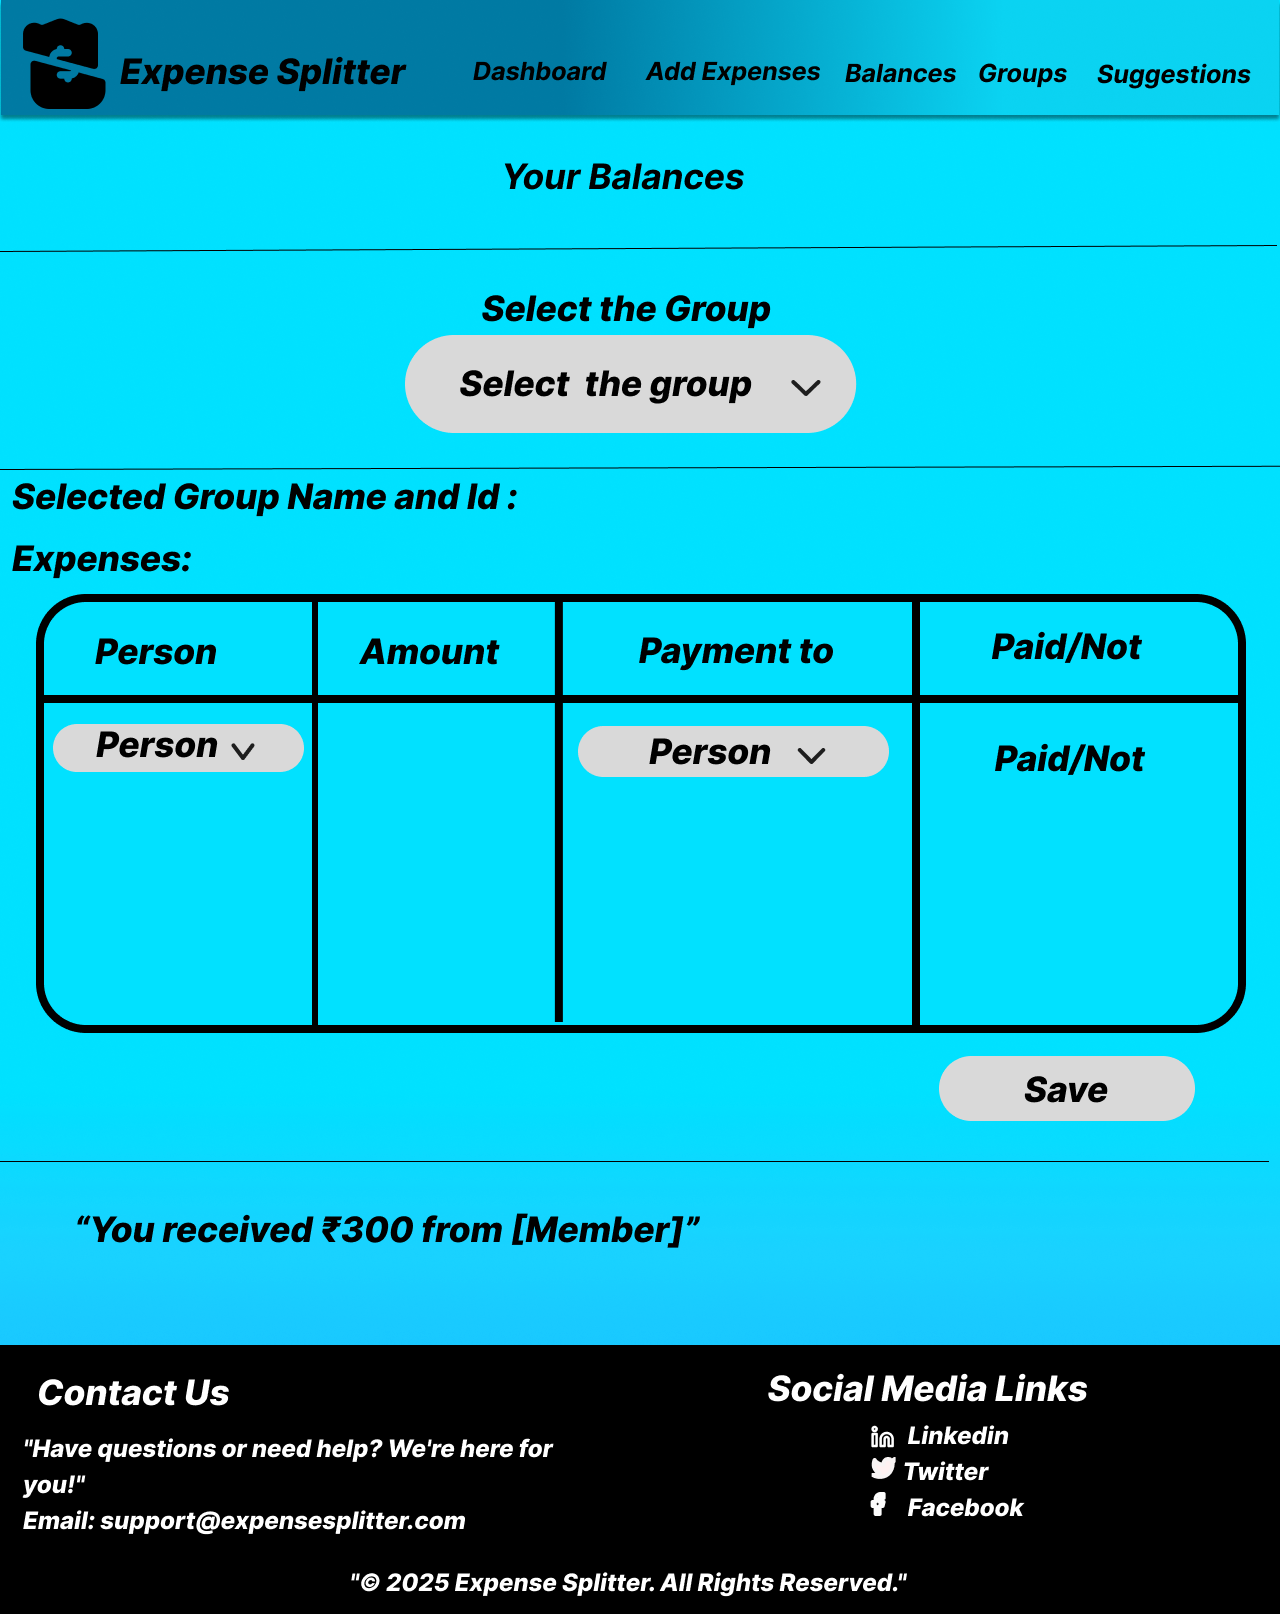 Expense Splitter
Dashboard
Add Expenses
Balances
Groups
Suggestions
Your Balances
Select the Group
Select  the group
Selected Group Name and Id :
Expenses:
Person
Amount
Payment to
Paid/Not
Person
Person
Paid/Not
Save
“You received ₹300 from [Member]”
Contact Us
"Have questions or need help? We're here for
you!"
Email: support@expensesplitter.com
Social Media Links
Linkedin
Twitter
Facebook
"© 2025 Expense Splitter. All Rights Reserved."